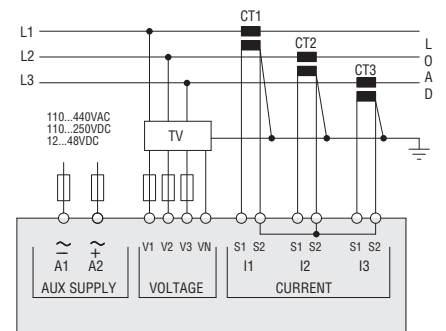 CT1
L1
CT2
L2
CT3
L3
L
O
A
D
110...440VAC
110...250VDC
12...48VDC
TV
V1 V2 V3 VN S1 S2 S1 S2 S1 S2
A1 A2 I1 I2 I3
AUX SUPPLY VOLTAGE CURRENT